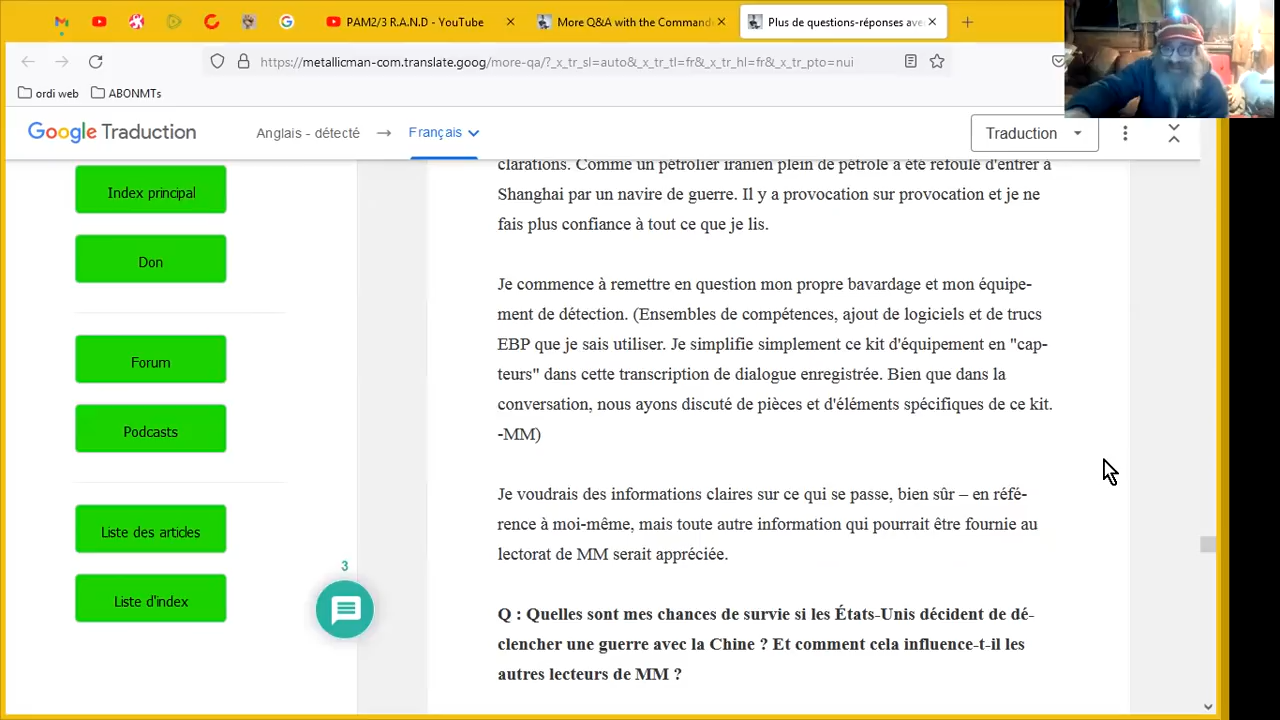 PAM2/3 R.A.N.D - YouTube
More Q&A with the Command
Plus de questions-réponses ave
https://metallicman-com.translate.goog/more-qa/?_x_tr_sl=auto&_x_tr_tl=fr&_x_tr_hl=fr&_x_tr_pto=nui
ordi web
ABONMTs
Google Traduction
Anglais - détecté
Français
Traduction
Index principal
Don
Forum
Podcasts
Liste des articles
Liste d'index
3
clarations. Comme un pétrolier iranien plein de pétrole a été refoulé d'entrer à
Shanghai par un navire de guerre. Il y a provocation sur provocation et je ne
fais plus confiance à tout ce que je lis.
Je commence à remettre en question mon propre bavardage et mon équipe-
ment de détection. (Ensembles de compétences, ajout de logiciels et de trucs
EBP que je sais utiliser. Je simplifie simplement ce kit d'équipement en "cap-
teurs" dans cette transcription de dialogue enregistrée. Bien que dans la
conversation, nous ayons discuté de pièces et d'éléments spécifiques de ce kit.
-MM)
Je voudrais des informations claires sur ce qui se passe, bien sûr – en réfé-
rence à moi-même, mais toute autre information qui pourrait être fournie au
lectorat de MM serait appréciée.
Q : Quelles sont mes chances de survie si les États-Unis décident de dé-
clencher une guerre avec la Chine ? Et comment cela influence-t-il les
autres lecteurs de MM ?